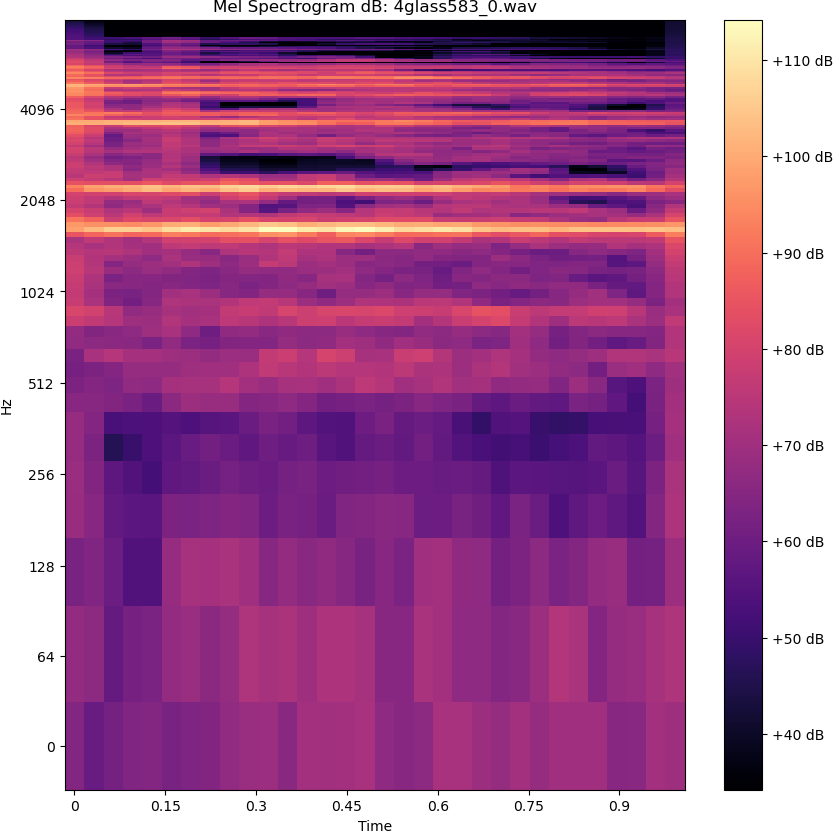 Mel Spectrogram dB: 4glass583_0.wav
4096
2048
1024
512
256
128
64
0
Hz
0
0.15
0.3
0.45
0.6
0.75
0.9
Time
+110 dB
+100 dB
+90 dB
+80 dB
+70 dB
+60 dB
+50 dB
+40 dB